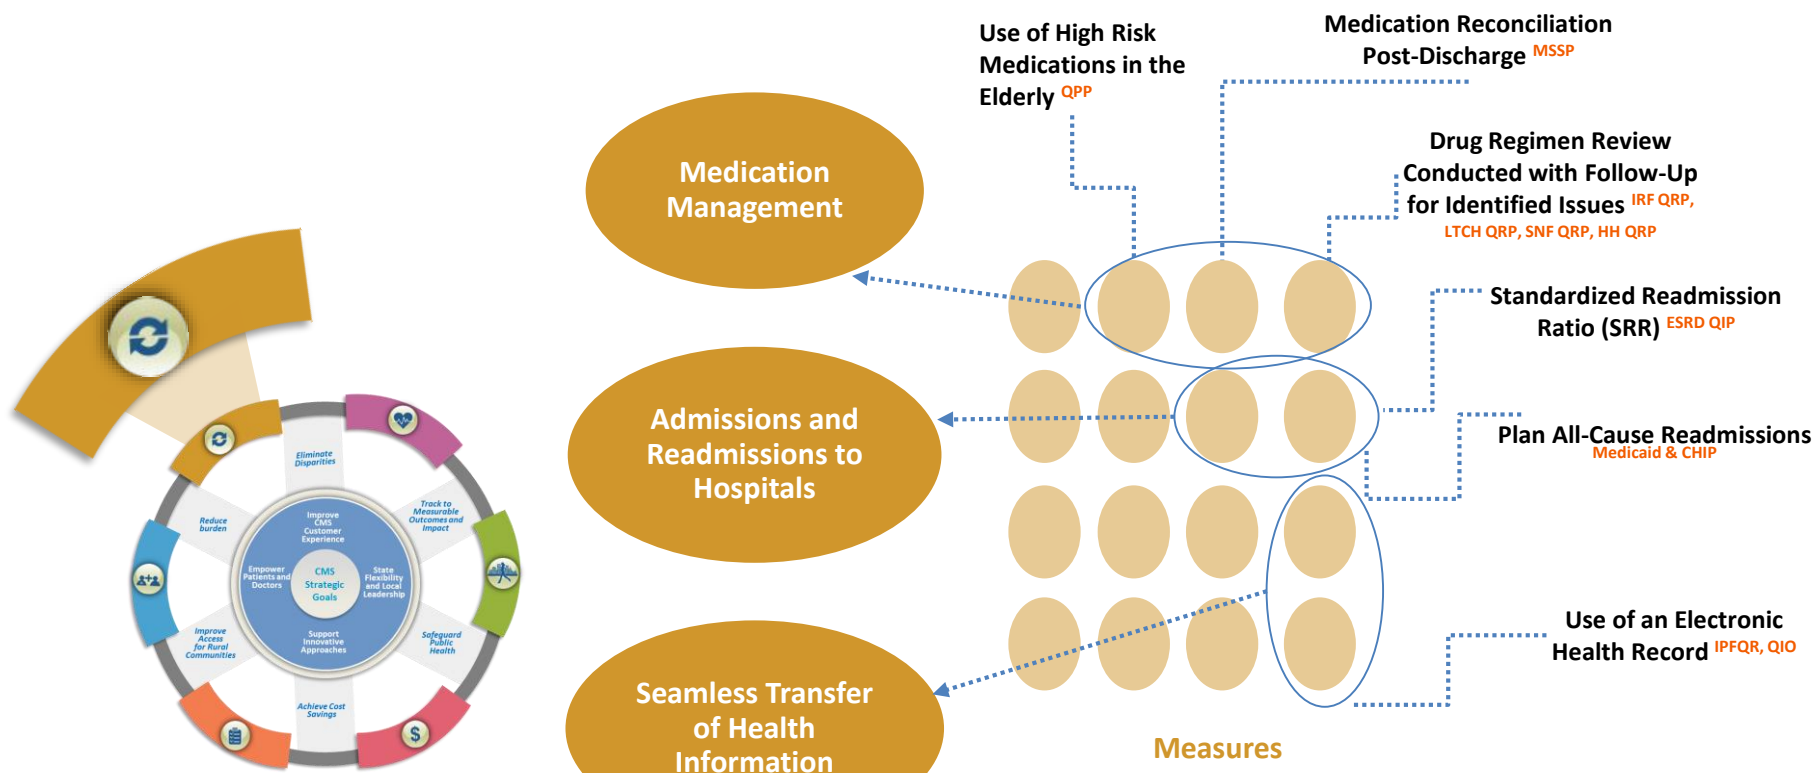 Use of High Risk
Medications in the
Elderly QPP
Medication Reconciliation
Post-Discharge MSSP
Drug Regimen Review
Conducted with Follow-Up
for Identified Issues IRF QRP,
LTCH QRP, SNF QRP, HH QRP
Standardized Readmission
Ratio (SRR) ESRD QIP
Plan All-Cause Readmissions
Medicaid & CHIP
Use of an Electronic
Health Record IPFQR, QIO
Measures
Medication
Management
Admissions and
Readmissions to
Hospitals
Seamless Transfer
of Health
Information
Eliminate
Disparities
Track to
Measurable
Outcomes and
Impact
Safeguard
Public
Health
Achieve Cost
Savings
Improve
Access
for Rural
Communities
Reduce
burden
Improve
CMS
Customer
Experience
State
Flexibility
and Local
Leadership
Support
Innovative
Approaches
Empower
Patients and
Doctors
CMS
Strategic
Goals
$